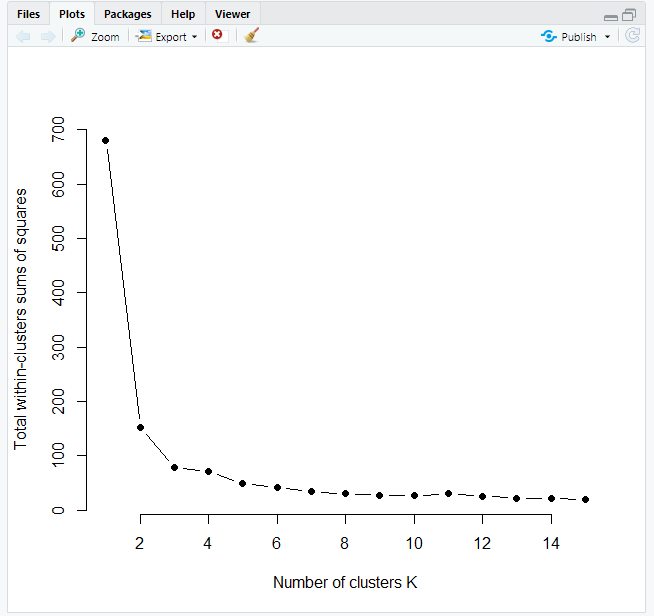 Files Plots Packages Help Viewer
Zoom Export Publish
700
600
500
400
300
200
100
0
Total within-clusters sums of squares
2 4 6 8 10 12 14
Number of clusters K